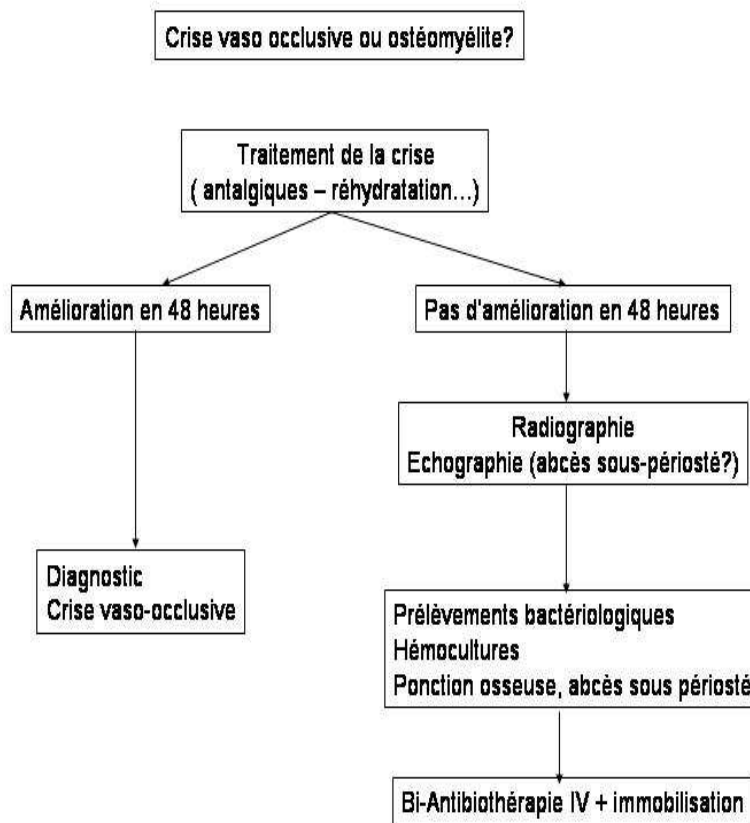 Crise vaso occlusive ou ostéomyélite?
Traitement de la crise
( antalgiques – réhydratation…)
Amélioration en 48 heures
Pas d'amélioration en 48 heures
Radiographie
Echographie (abcès sous-périosté?)
Diagnostic
Crise vaso-occlusive
Prélèvements bactériologiques
Hémocultures
Ponction osseuse, abcès sous périosté
Bi-Antibiothérapie IV + immobilisation